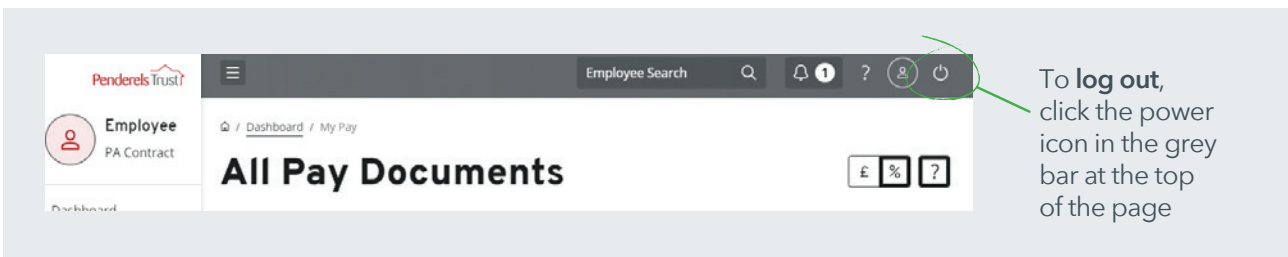 Penderels Trust
Employee Search
1
?
Employee
PA Contract
/ Dashboard / My Pay
All Pay Documents
£ % ?
Dashboard
To log out,
click the power
icon in the grey
bar at the top
of the page